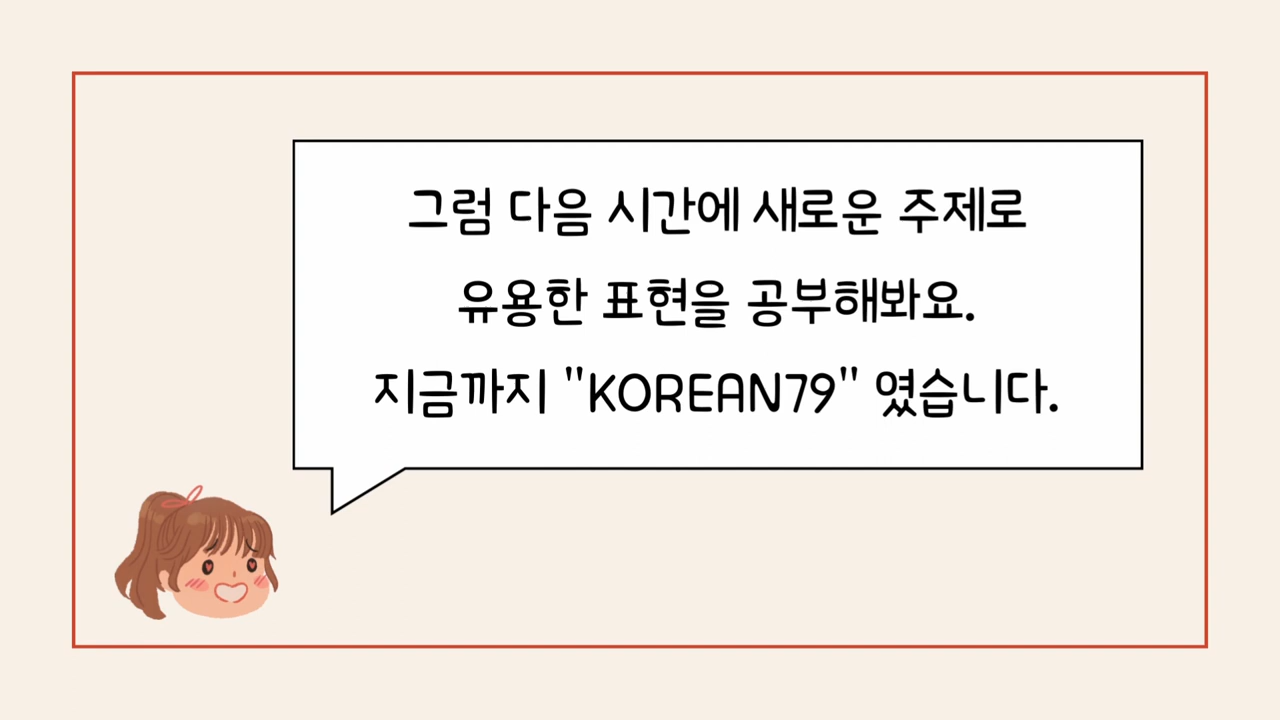 그럼 다음 시간에 새로운 주제로
유용한 표현을 공부해봐요.
지금까지 "KOREAN79" 였습니다.